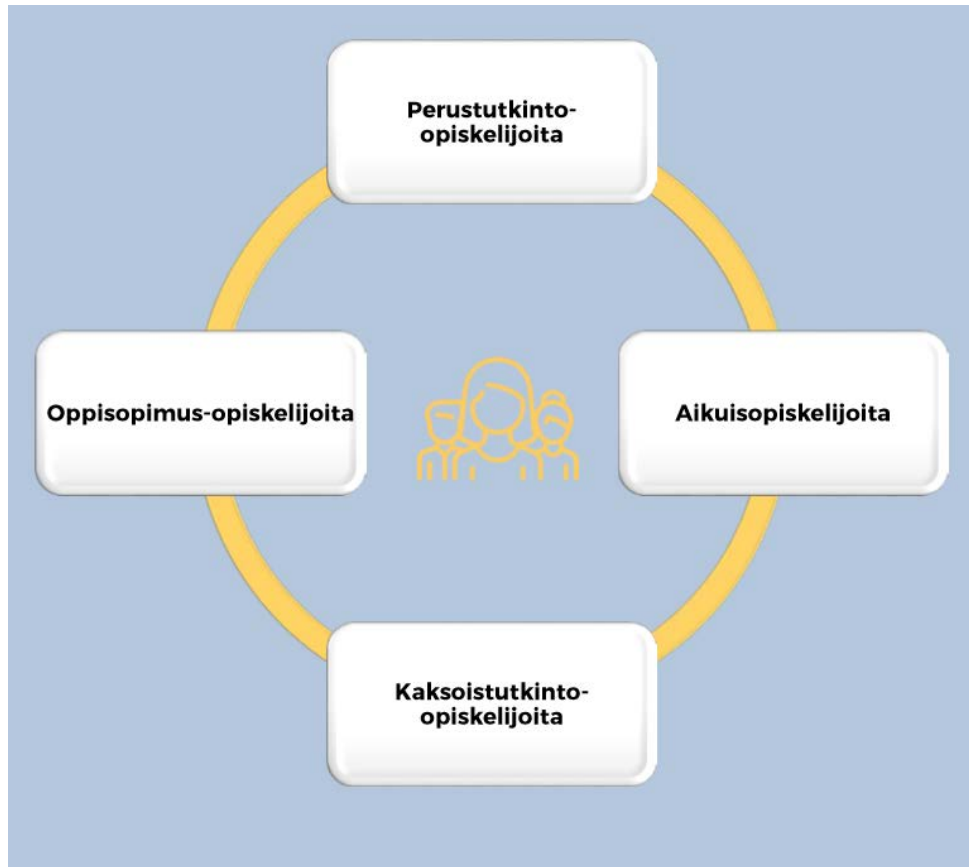 Perustutkinto-
opiskelijoita
Oppisopimus-opiskelijoita
Aikuisopiskelijoita
Kaksoistutkinto-
opiskelijoita